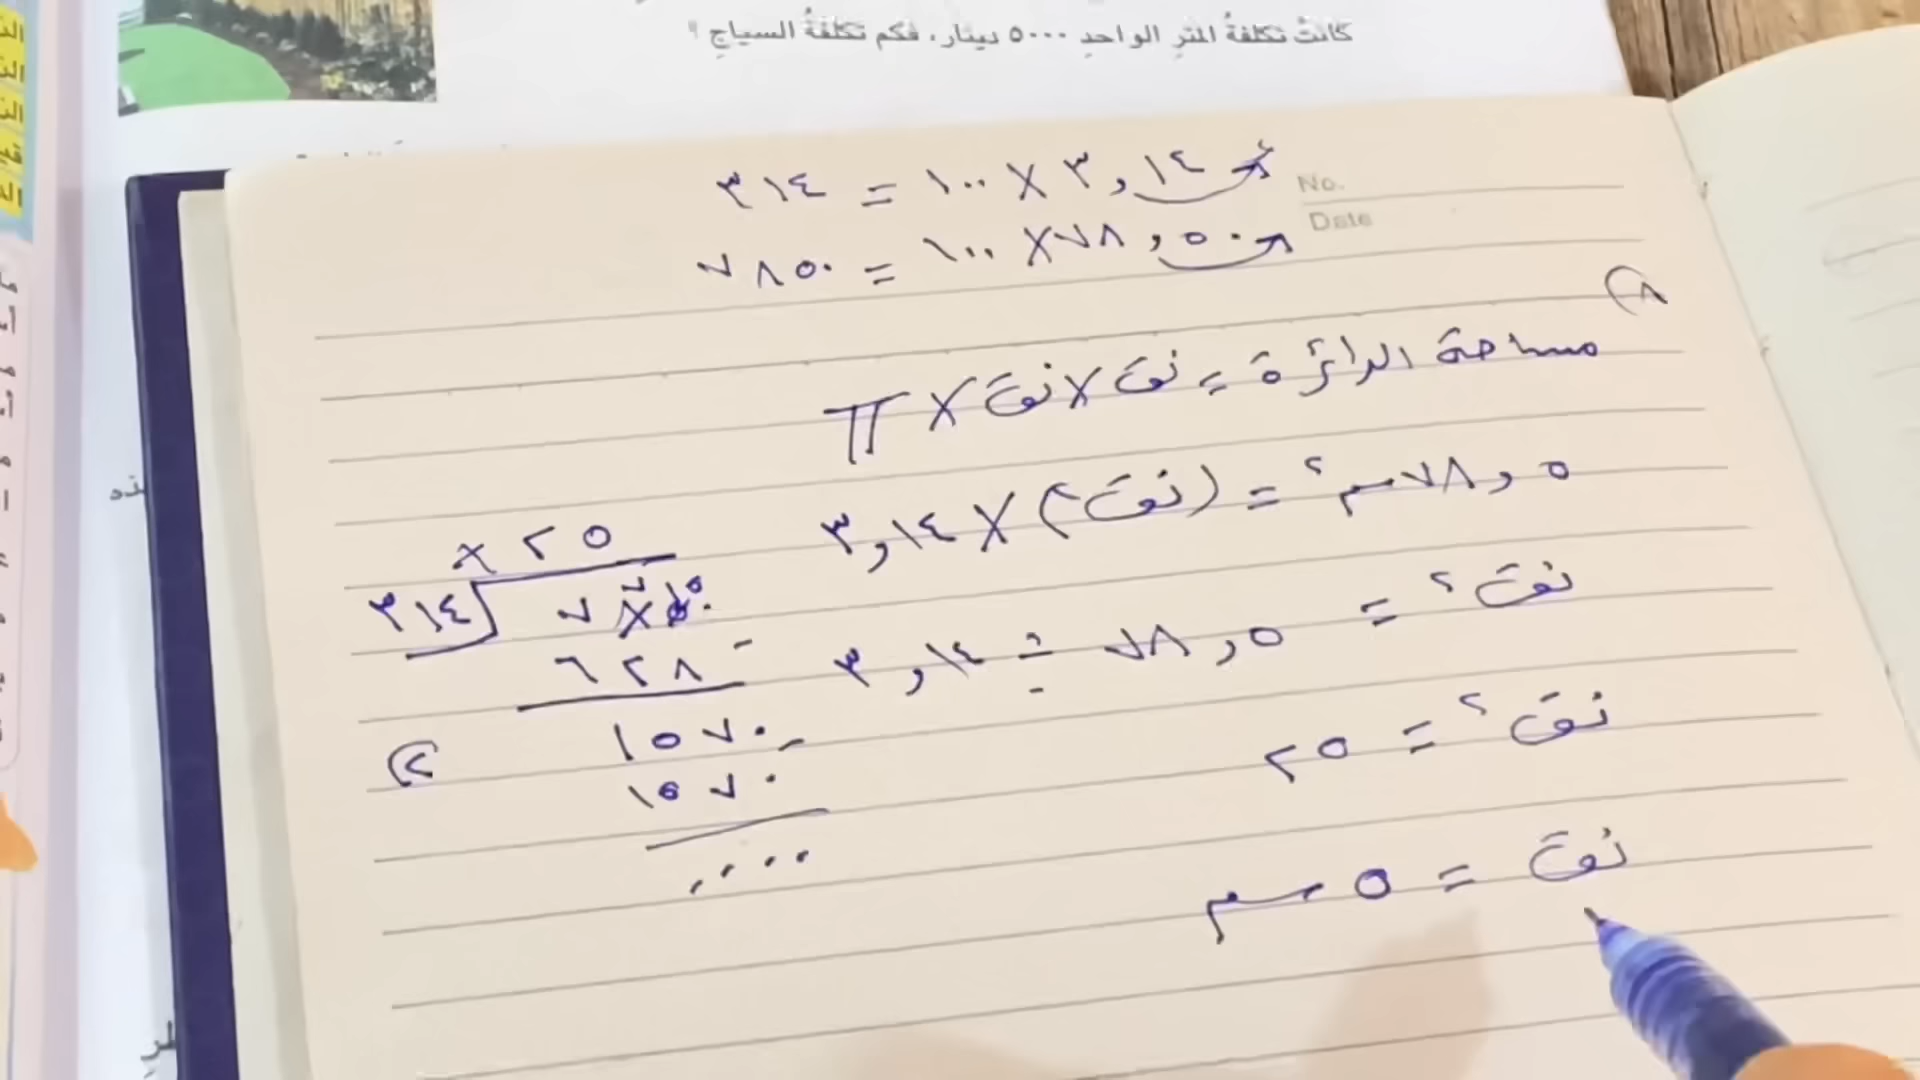 كانتْ تكلفةُ المترِ الواحدِ ٥٠٠٠ دينار، فكم تكلفةُ السياجِ ؟
No.
Date
٣١٤ = ١٠٠ × ٣,١٤
٧٨٥٠ = ١٠٠ × ٧٨,٥٠
(٨
مساحة الدائرة = نق × نق × π
٧٨,٥ سم٢ = (نق٢) × ٣,١٤
نق٢ = ٧٨,٥ ÷ ٣,١٤
نق٢ = ٢٥
نق = ٥ سم
× ٢٥
٣١٤ ٧٨٥٠
٦٢٨ -
١٥٧٠ -
١٥٧٠
٠٠٠٠